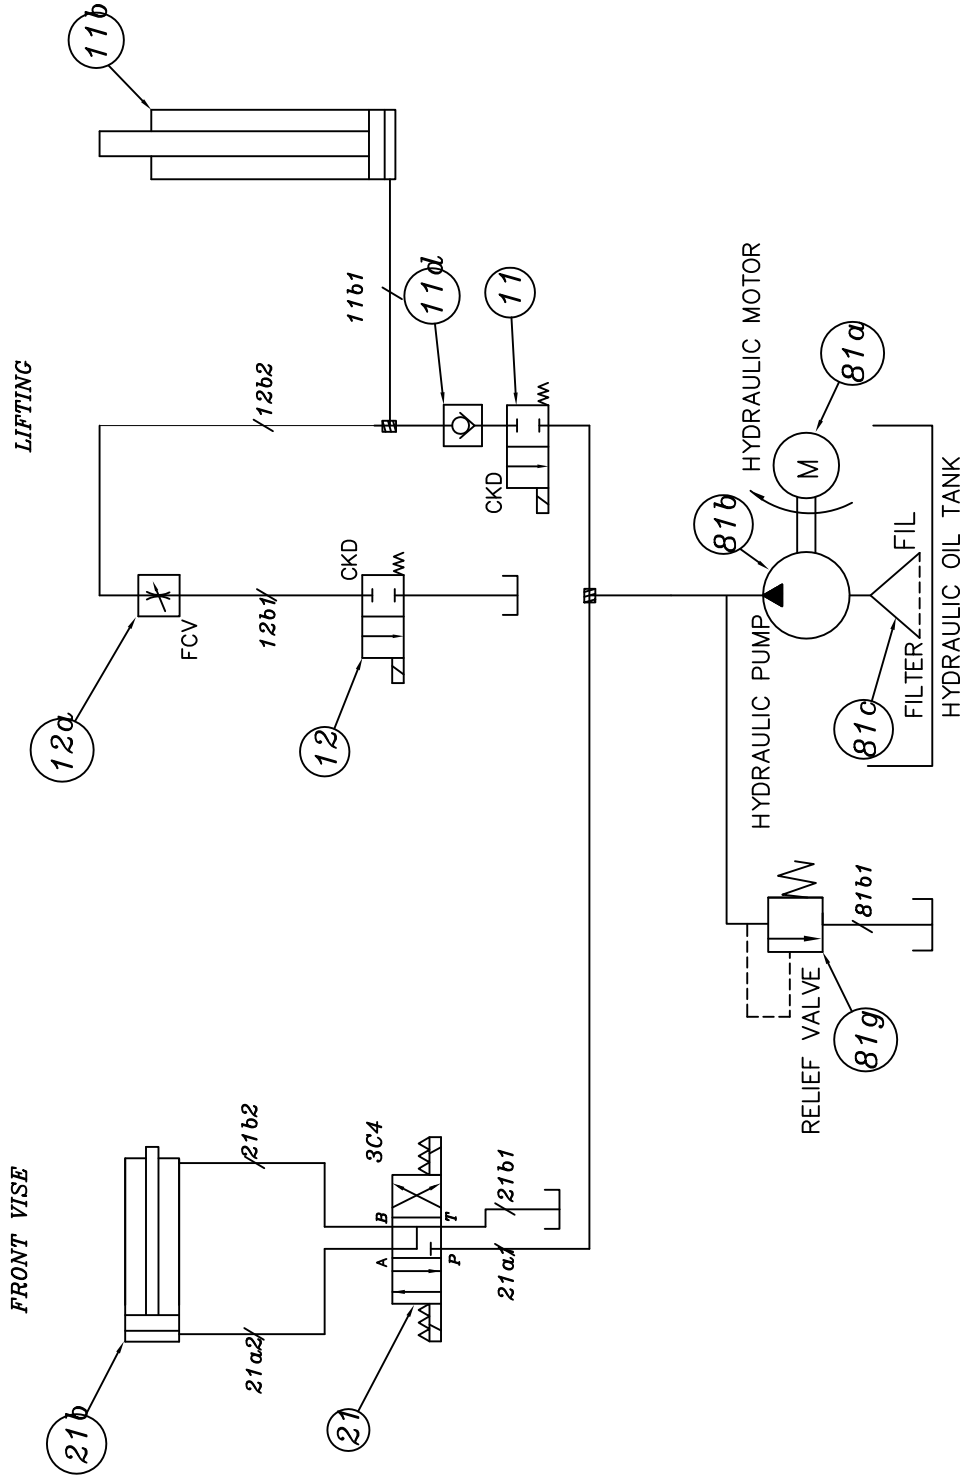 FRONT VISE
LIFTING
21b
21a2
21b2
21
3C4
A
B
P
T
21a1
21b1
12a
FCV
12b1
12b2
12
CKD
11b
11b1
11d
11
CKD
HYDRAULIC MOTOR
81a
M
81b
HYDRAULIC PUMP
81c
FILTER
FIL
HYDRAULIC OIL TANK
RELIEF VALVE
81g
81b1